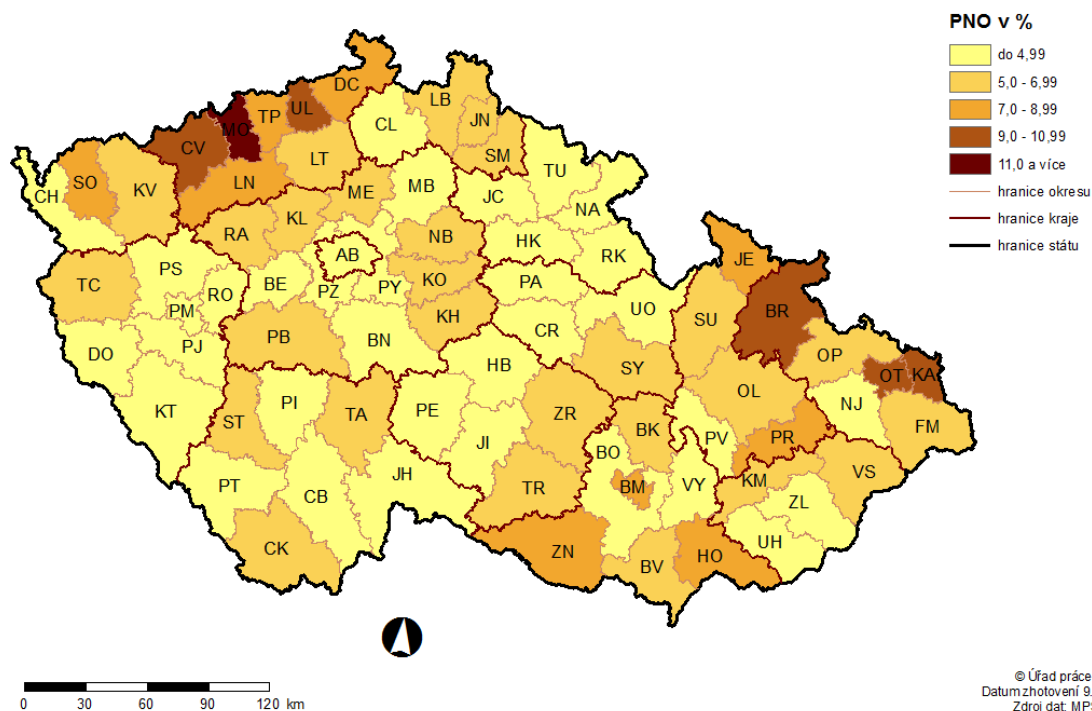 PNO v %
do 4,99
5,0 - 6,99
7,0 - 8,99
9,0 - 10,99
11,0 a více
hranice okresu
hranice kraje
hranice státu
DC
UL
TP
MO
CV
LB
JN
CL
LT
SM
TU
SO
KV
CH
LN
ME
MB
JC
NA
KL
RA
NB
HK
RK
AB
PS
TC
BE
RO
PZ
PY
KO
PA
JE
PM
KH
UO
SU
BR
PB
BN
CR
PJ
DO
HB
SY
OP
OT
KA
KT
PI
PE
ZR
OL
NJ
FM
ST
TA
BK
PV
PR
JI
BO
VS
PT
CB
JH
TR
BM
VY
KM
ZL
CK
ZN
BV
HO
UH
0 30 60 90 120 km
© Úřad práce
Datum zhotovení 9.
Zdroj dat: MP